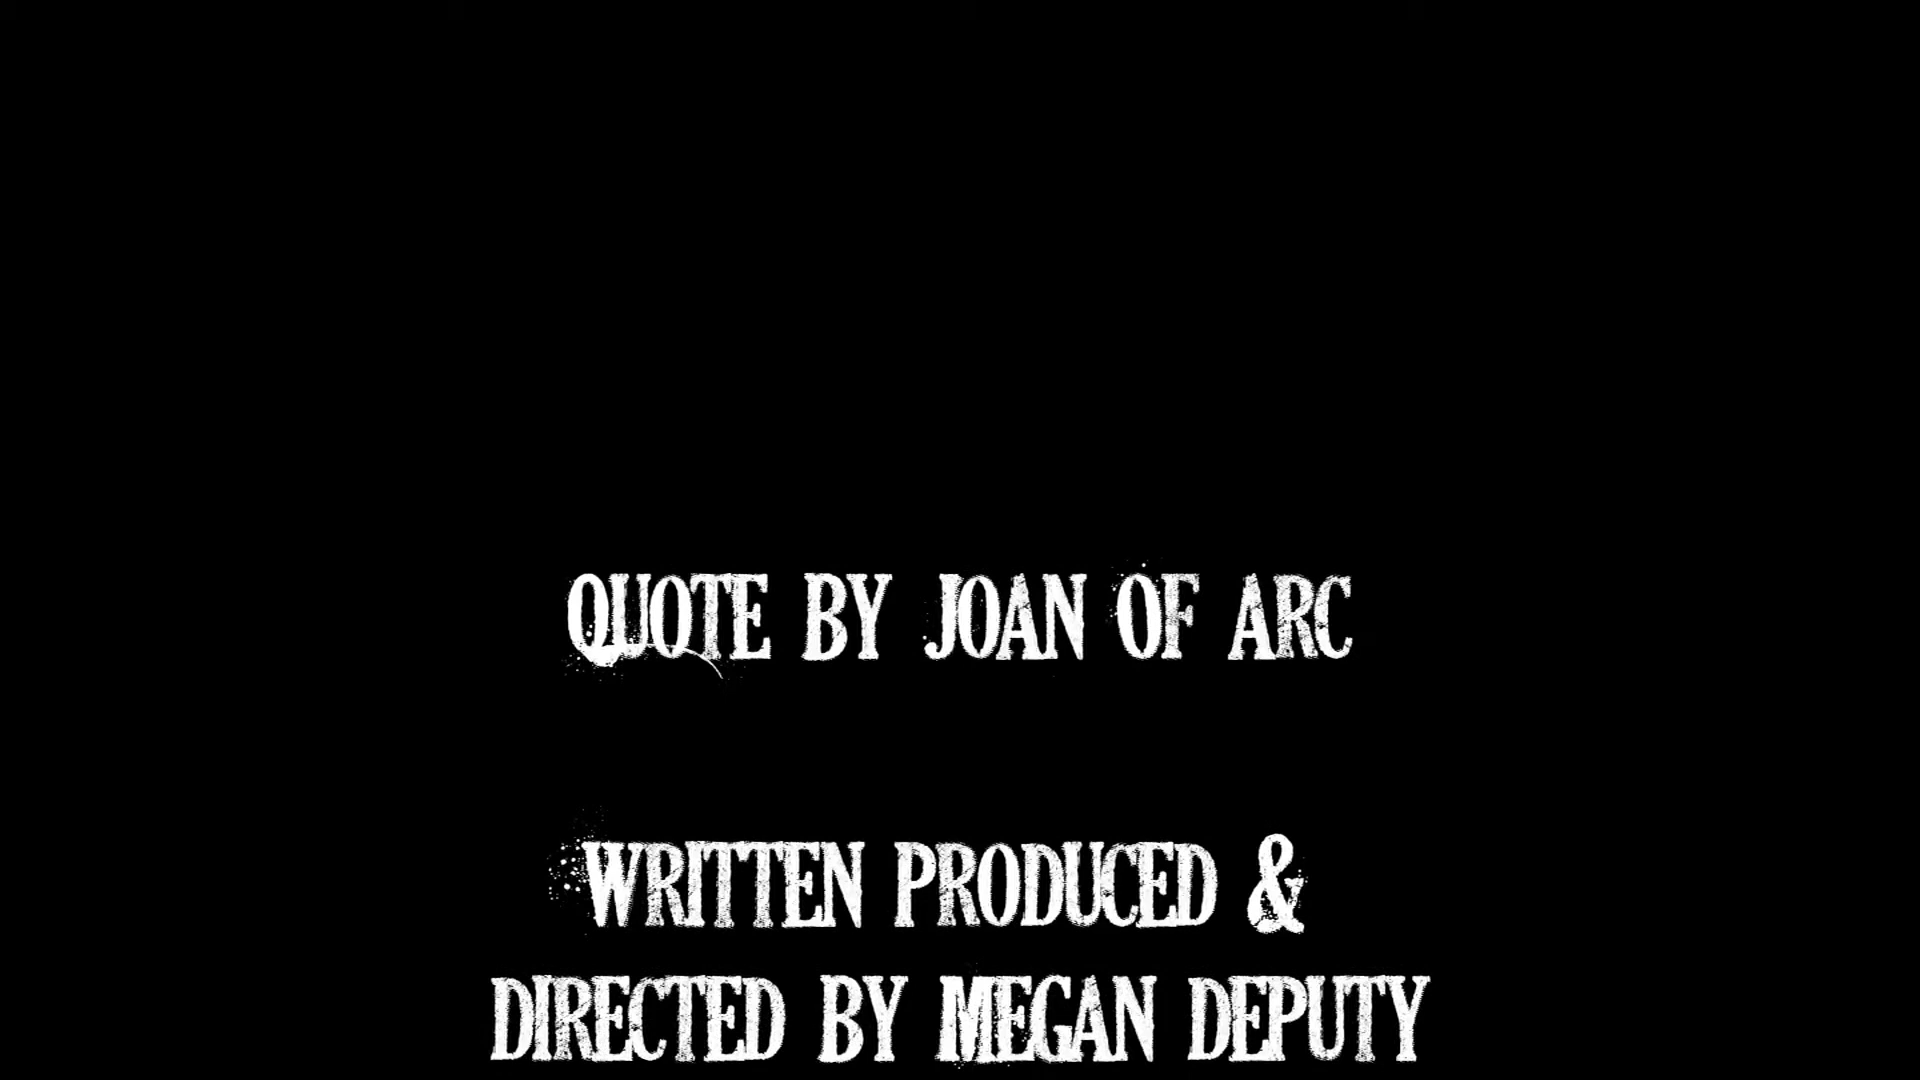 QUOTE BY JOAN OF ARC
WRITTEN PRODUCED &
DIRECTED BY MEGAN DEPUTY